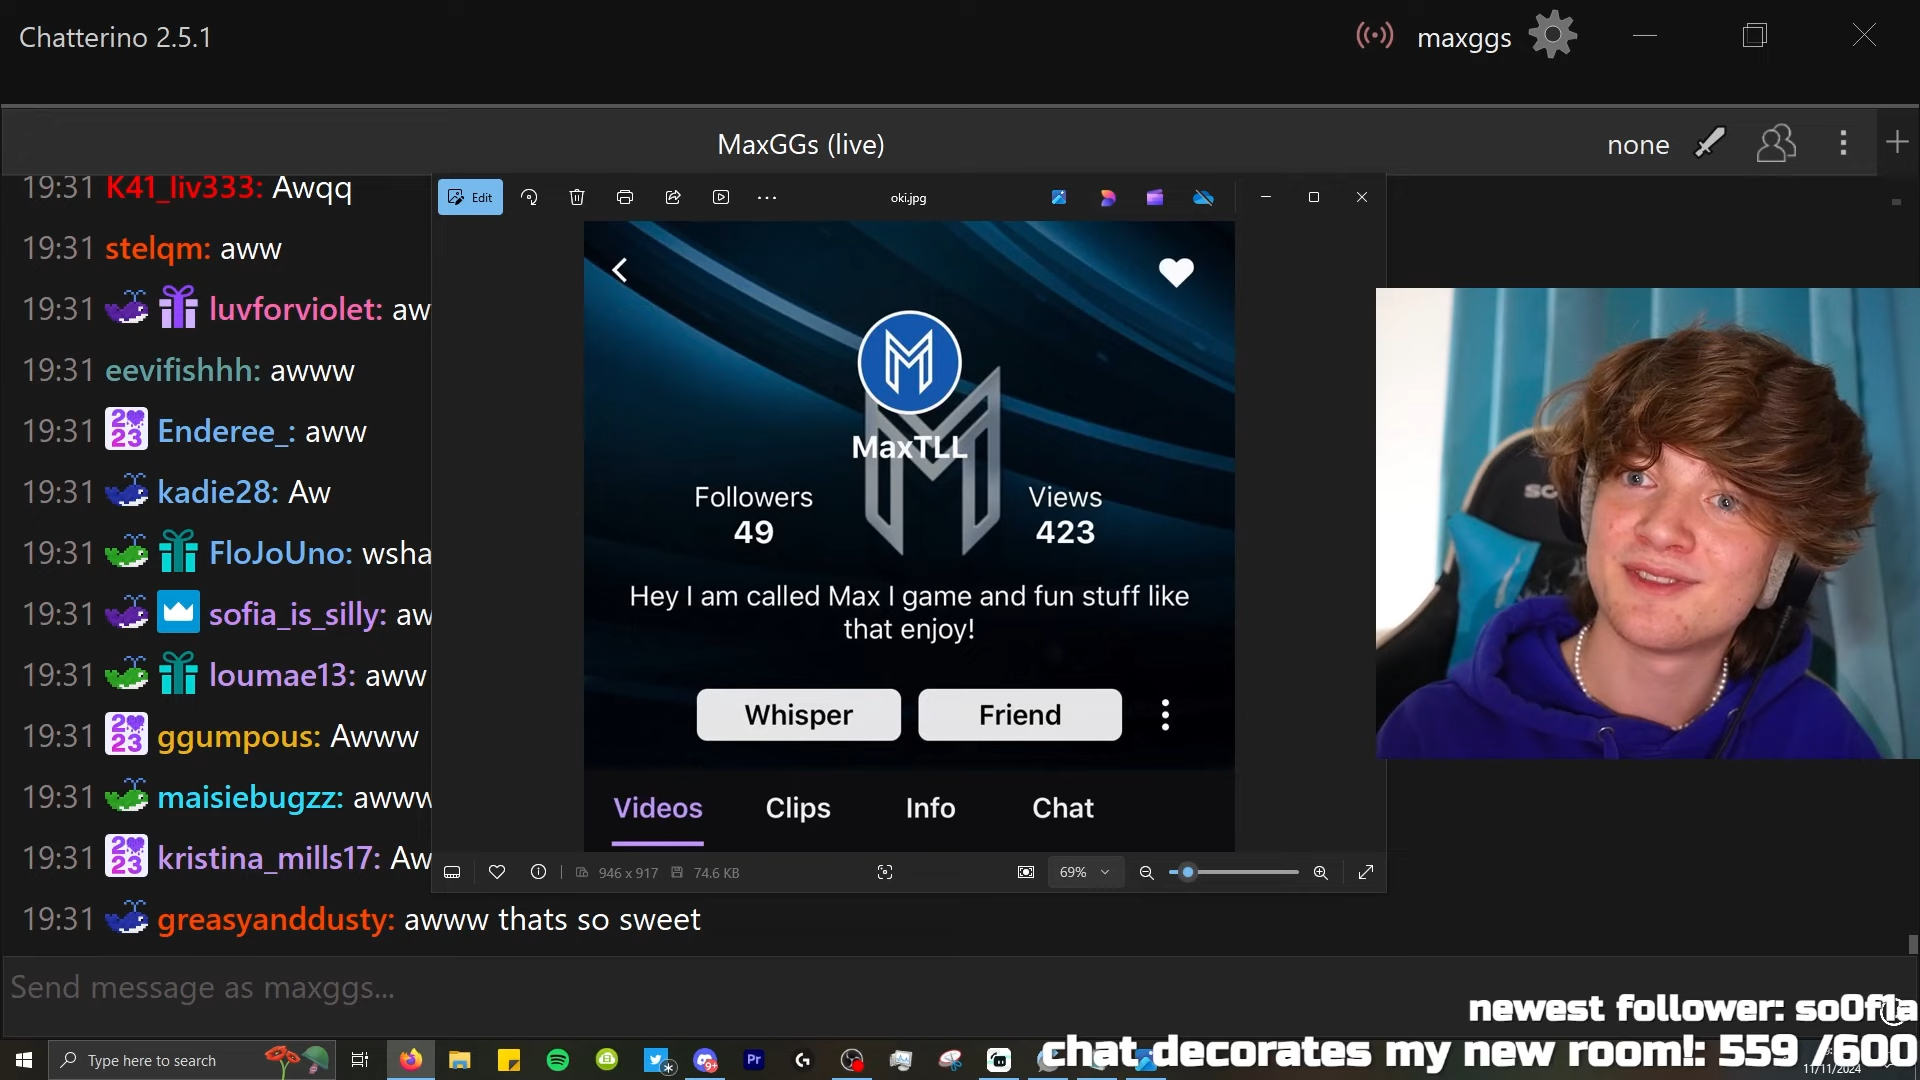 Chatterino 2.5.1
maxggs
MaxGGs (live)
none
19:31 K41_liv333: Awqq
19:31 stelqm: aww
19:31 luvforviolet: aw
19:31 eevifishhh: awww
19:31 Enderee_: aww
19:31 kadie28: Aw
19:31 FloJoUno: wsha
19:31 sofia_is_silly: aw
19:31 loumae13: aww
19:31 ggumpous: Awww
19:31 maisiebugzz: awww
19:31 kristina_mills17: Aw
19:31 greasyanddusty: awww thats so sweet
Send message as maxggs...
Edit
oki.jpg
MaxTLL
Followers
49
Views
423
Hey I am called Max I game and fun stuff like
that enjoy!
Whisper
Friend
Videos
Clips
Info
Chat
946 x 917
74.6 KB
69%
newest follower: so0f1a
chat decorates my new room!: 559 /600
Type here to search
11/11/2024